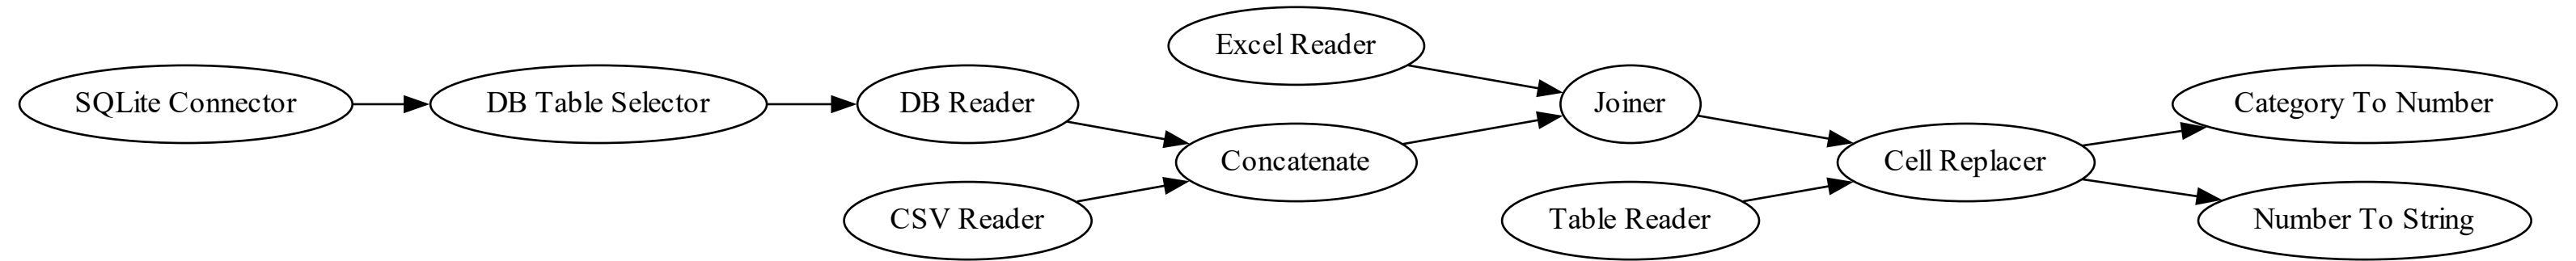 SQLite Connector
DB Table Selector
DB Reader
CSV Reader
Excel Reader
Concatenate
Joiner
Table Reader
Cell Replacer
Category To Number
Number To String